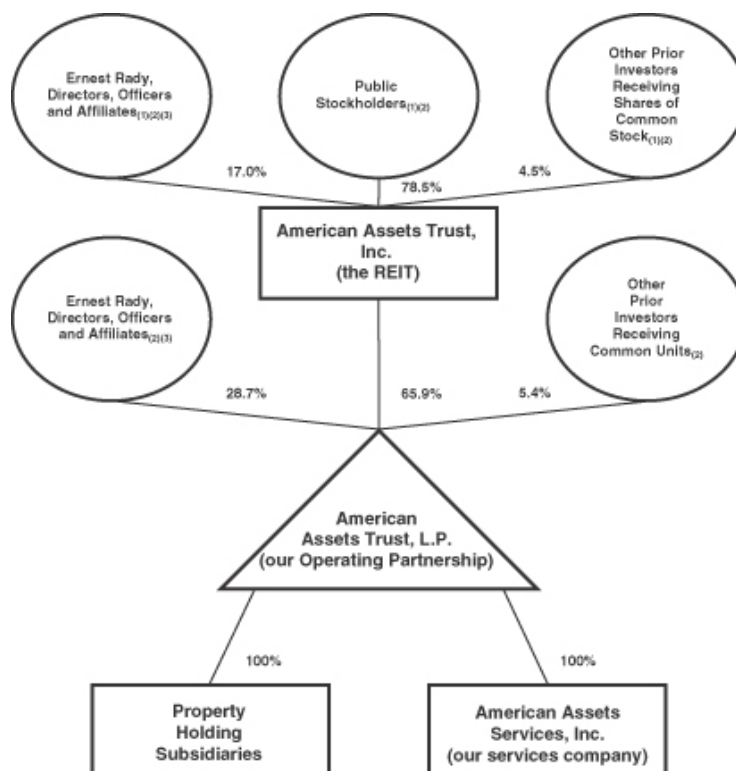 Ernest Rady,
Directors, Officers
and Affiliates(1)(2)(3)
Public
Stockholders(1)(2)
Other Prior
Investors
Receiving
Shares of
Common
Stock(1)(2)
17.0%
78.5%
4.5%
American Assets Trust,
Inc.
(the REIT)
Ernest Rady,
Directors, Officers
and Affiliates(2)(3)
Other
Prior
Investors
Receiving
Common Units(2)
28.7%
65.9%
5.4%
American
Assets Trust, L.P.
(our Operating Partnership)
100%
100%
Property
Holding
Subsidiaries
American Assets
Services, Inc.
(our services company)